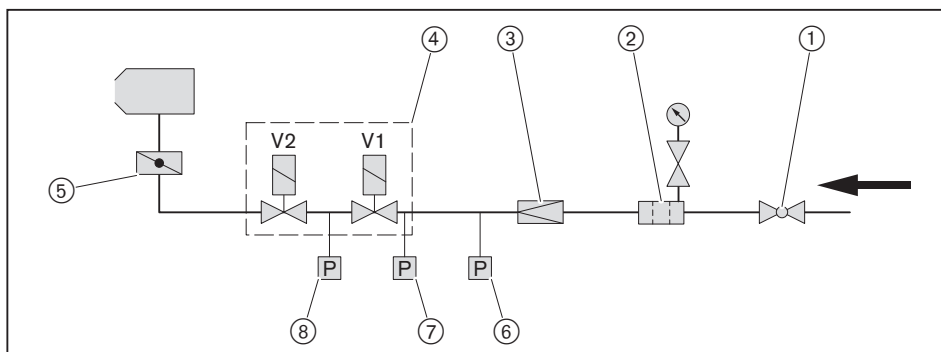 ④ ③ ② ①
V2 V1
⑤
P P P
⑧ ⑦ ⑥